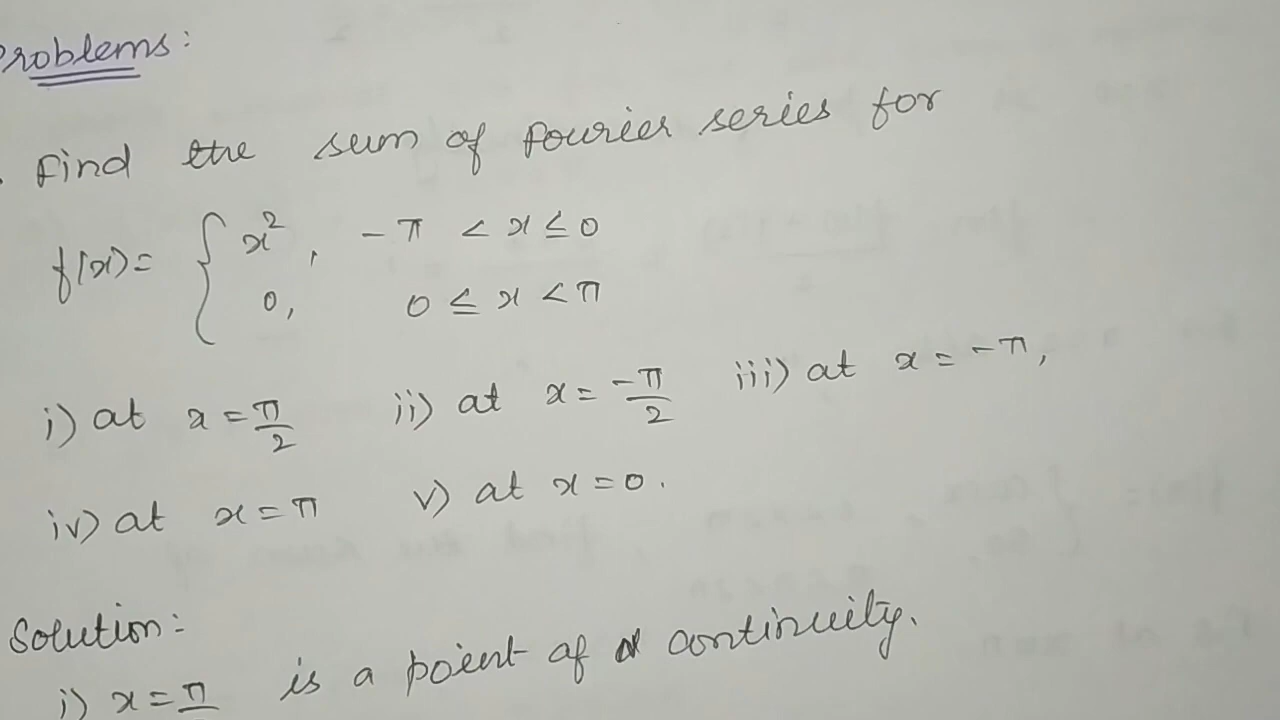 Problems:
Find the sum of Fourier series for
f(x)= { x², -π < x ≤ 0
0, 0 ≤ x < π
i) at x = π/2 ii) at x = -π/2 iii) at x = -π,
iv) at x = π v) at x = 0.
Solution:
i) x = π is a point of continuity.